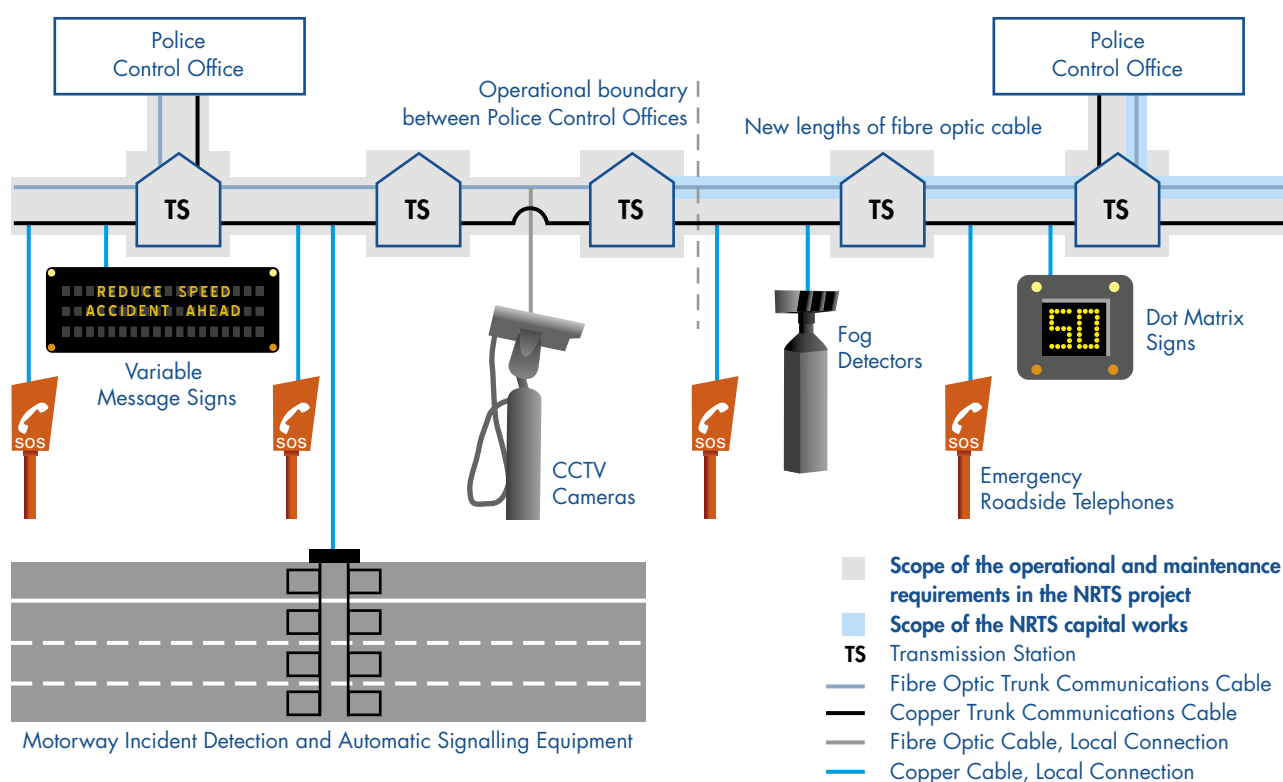 Police
Control Office
Police
Control Office
Operational boundary
between Police Control Offices
New lengths of fibre optic cable
TS
TS
TS
TS
TS
REDUCE SPEED
ACCIDENT AHEAD
Variable
Message Signs
SOS
SOS
CCTV
Cameras
SOS
Fog
Detectors
SOS
50
Dot Matrix
Signs
Emergency
Roadside Telephones
Motorway Incident Detection and Automatic Signalling Equipment
Scope of the operational and maintenance
requirements in the NRTS project
Scope of the NRTS capital works
TS Transmission Station
Fibre Optic Trunk Communications Cable
Copper Trunk Communications Cable
Fibre Optic Cable, Local Connection
Copper Cable, Local Connection